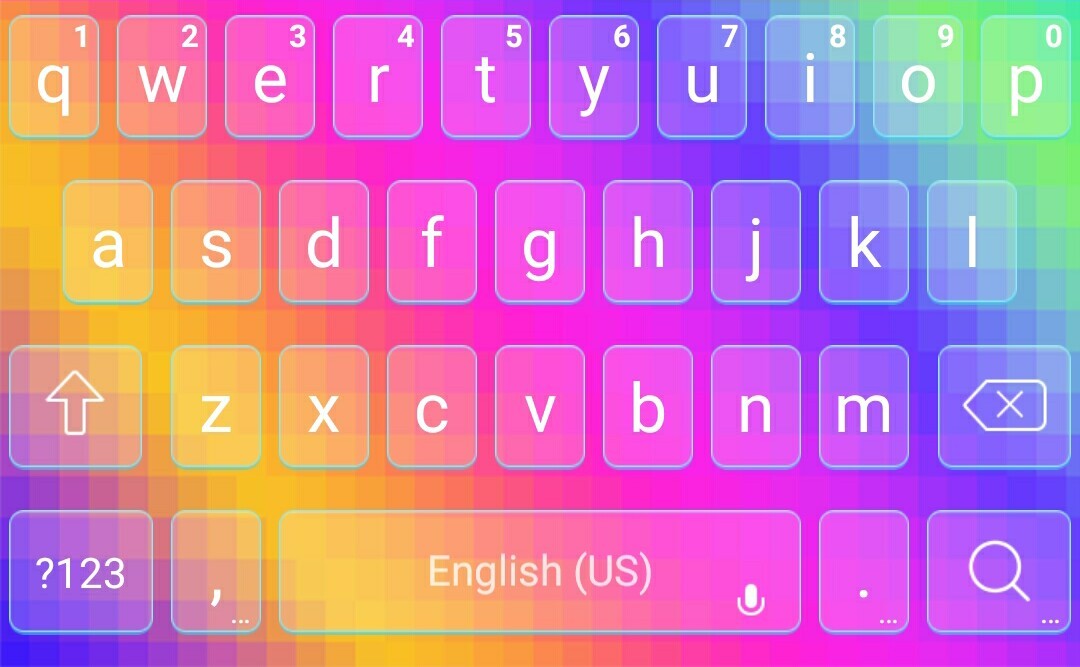 1 2 3 4 5 6 7 8 9 0
q w e r t y u i o p
a s d f g h j k l
z x c v b n m
?123 , ... English (US) . ... ...